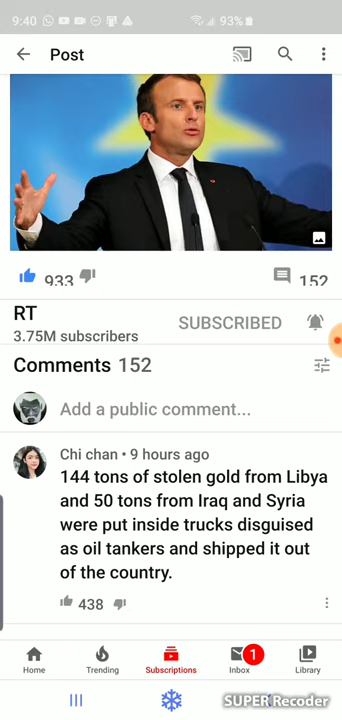 9:40 93%
Post
933 152
RT
3.75M subscribers
SUBSCRIBED
Comments 152
Add a public comment...
Chi chan • 9 hours ago
144 tons of stolen gold from Libya
and 50 tons from Iraq and Syria
were put inside trucks disguised
as oil tankers and shipped it out
of the country.
438
1
Home Trending Subscriptions Inbox Library
SUPER Recoder